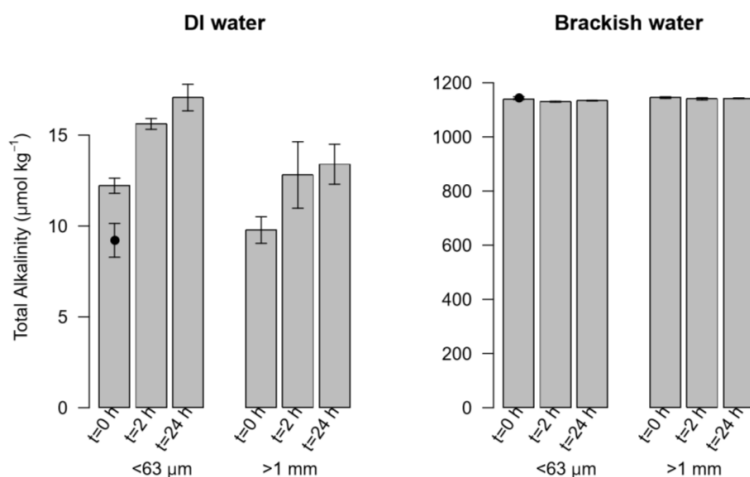 DI water
Total Alkalinity (µmol kg⁻¹)
15
10
5
0
t=0 h
t=2 h
t=24 h
t=0 h
t=2 h
t=24 h
<63 µm
>1 mm
Brackish water
1200
1000
800
600
400
200
0
t=0 h
t=2 h
t=24 h
t=0 h
t=2 h
t=24 h
<63 µm
>1 mm